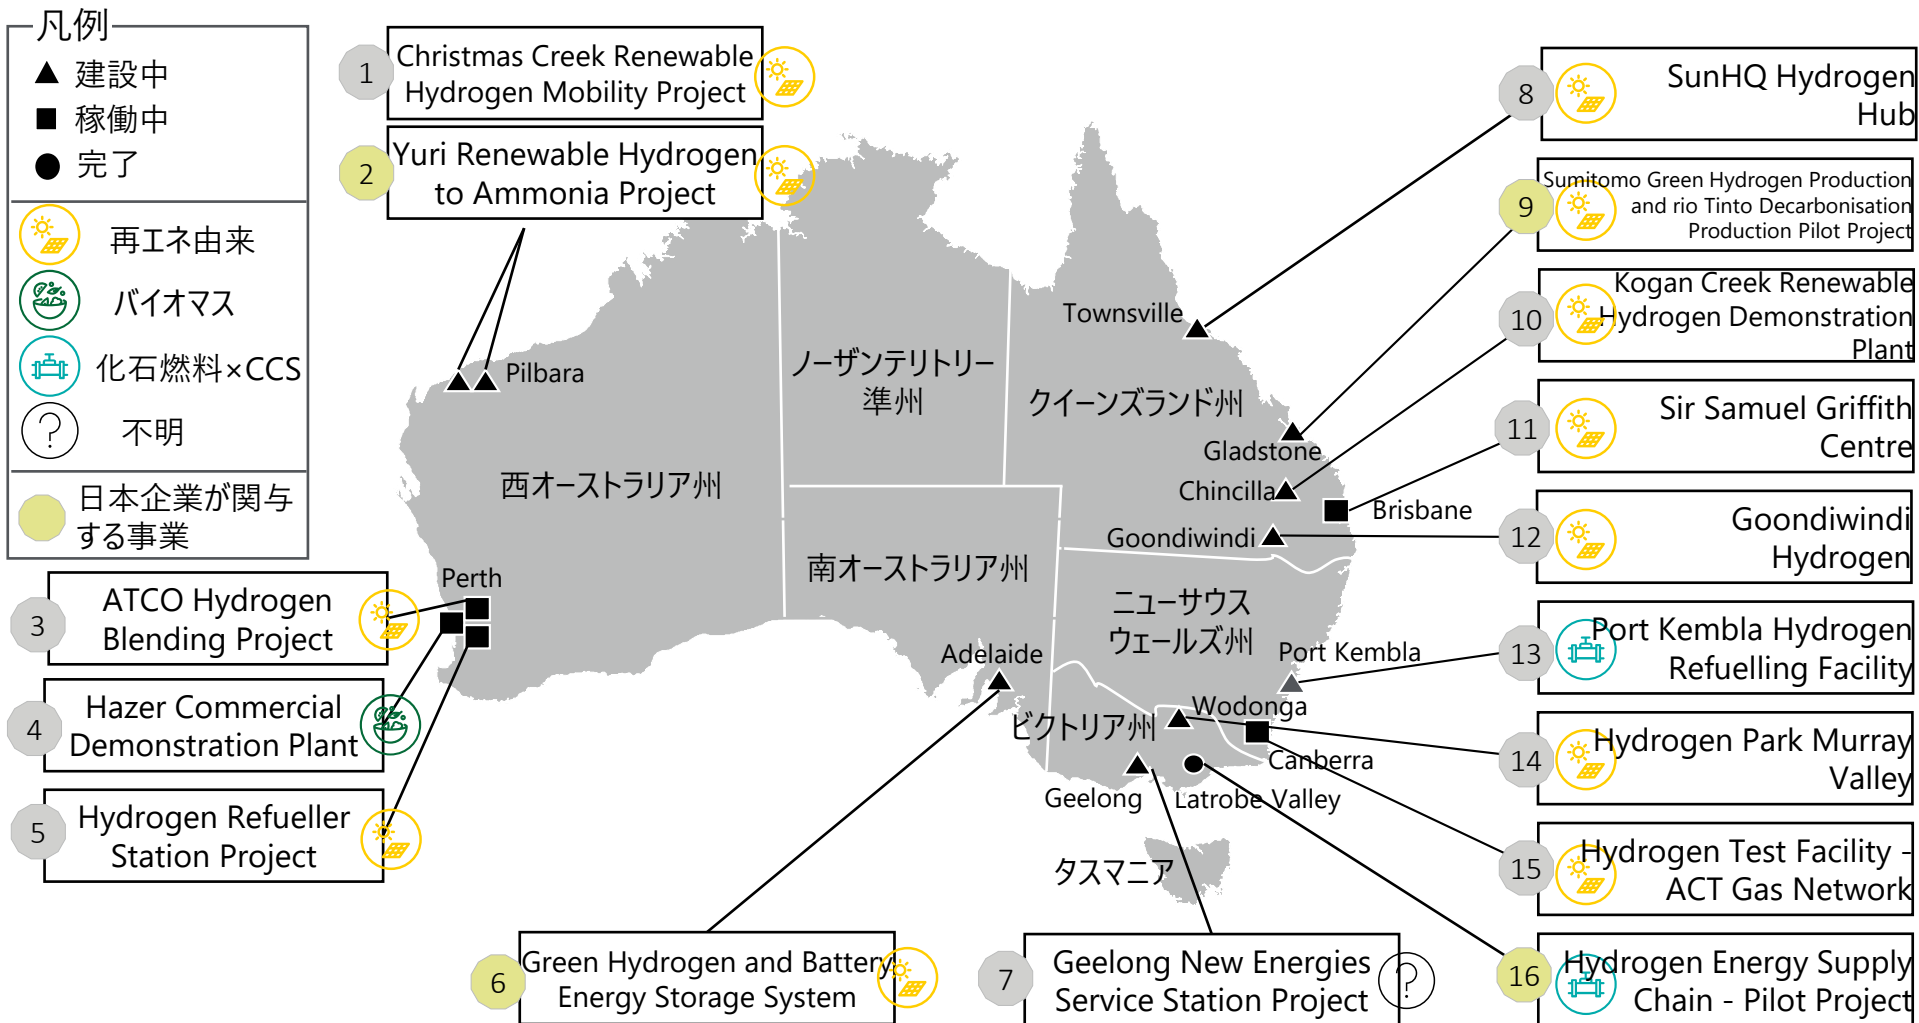 凡例
建設中
稼働中
完了
再エネ由来
バイオマス
化石燃料×CCS
?
不明
日本企業が関与
する事業
1
Christmas Creek Renewable
Hydrogen Mobility Project
2
Yuri Renewable Hydrogen
to Ammonia Project
3
ATCO Hydrogen
Blending Project
4
Hazer Commercial
Demonstration Plant
5
Hydrogen Refueller
Station Project
6
Green Hydrogen and Battery
Energy Storage System
7
Geelong New Energies
Service Station Project
?
8
SunHQ Hydrogen
Hub
9
Sumitomo Green Hydrogen Production
and rio Tinto Decarbonisation
Production Pilot Project
10
Kogan Creek Renewable
Hydrogen Demonstration
Plant
11
Sir Samuel Griffith
Centre
12
Goondiwindi
Hydrogen
13
Port Kembla Hydrogen
Refuelling Facility
14
Hydrogen Park Murray
Valley
15
Hydrogen Test Facility -
ACT Gas Network
16
Hydrogen Energy Supply
Chain - Pilot Project
Pilbara
Perth
Townsville
Gladstone
Chincilla
Brisbane
Goondiwindi
Adelaide
Port Kembla
Wodonga
Canberra
Geelong
Latrobe Valley
西オーストラリア州
ノーザンテリトリー
準州
クイーンズランド州
南オーストラリア州
ニューサウス
ウェールズ州
ビクトリア州
タスマニア